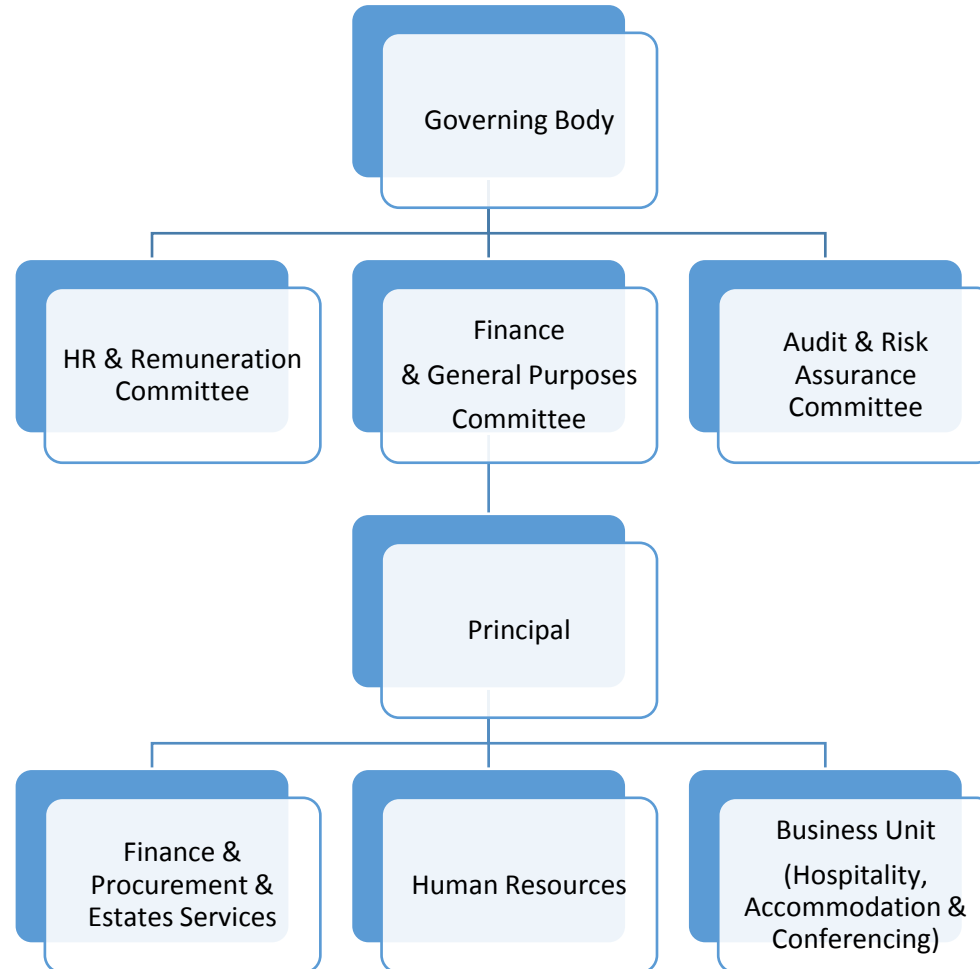 Governing Body
HR & Remuneration
Committee
Finance
& General Purposes
Committee
Audit & Risk
Assurance
Committee
Principal
Finance &
Procurement &
Estates Services
Human Resources
Business Unit
(Hospitality,
Accommodation &
Conferencing)